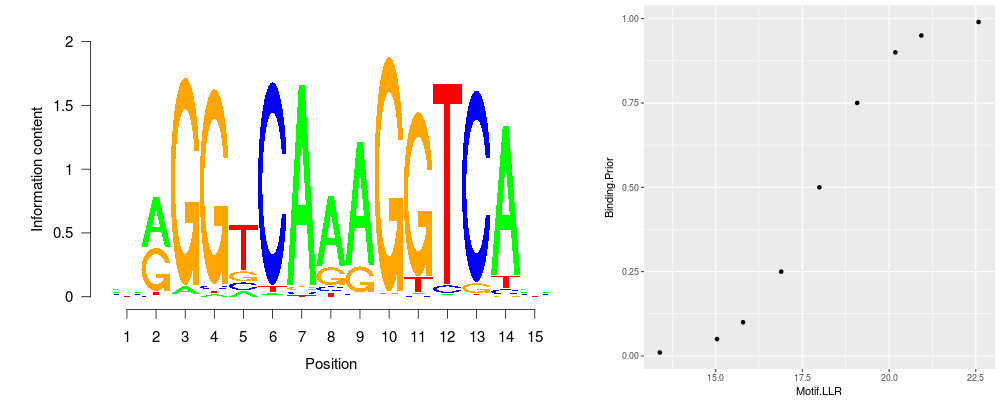 2
1.5
1
0.5
0
Information content
A G G T C A A A G G T C A
G G G
1 2 3 4 5 6 7 8 9 10 11 12 13 14 15
Position
1.00
0.75
0.50
0.25
0.00
Binding.Prior
15.0 17.5 20.0 22.5
Motif.LLR